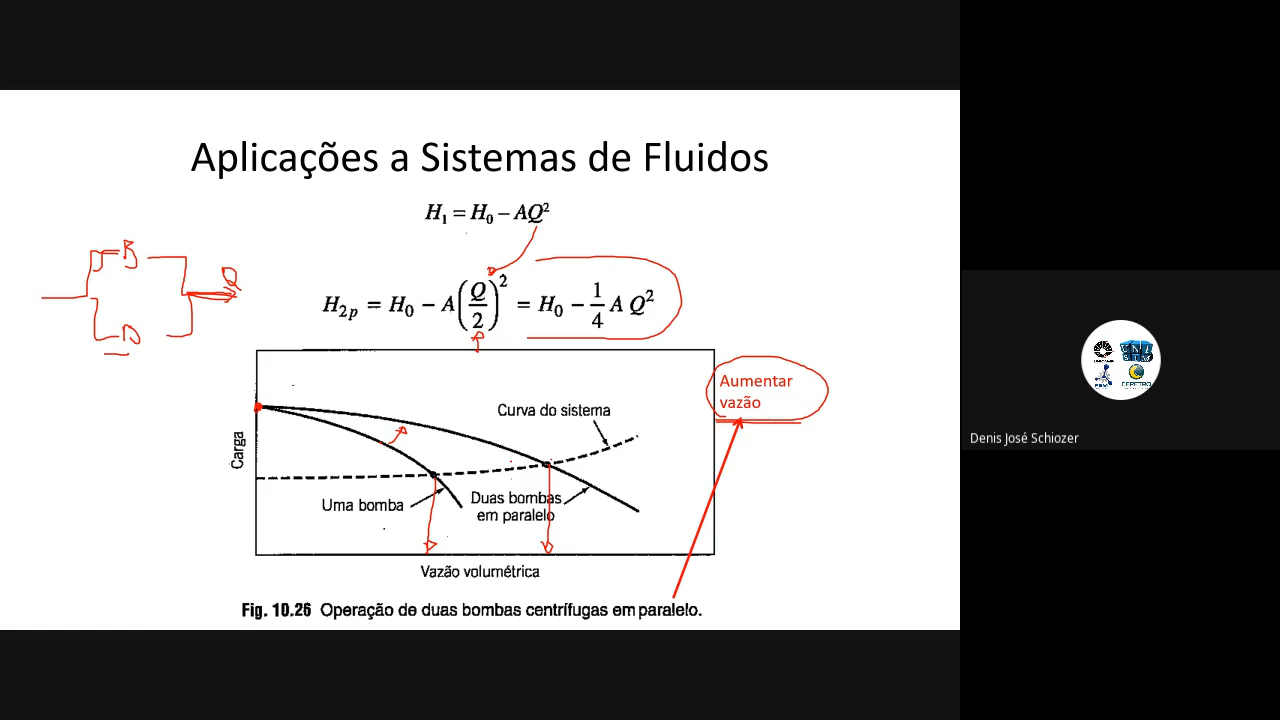 Aplicações a Sistemas de Fluidos
H₁ = H₀ – AQ²
H₂ₚ = H₀ – A(Q/2)² = H₀ – 1/4 A Q²
B
Q
Aumentar
vazão
Curva do sistema
Carga
Uma bomba
Duas bombas
em paralelo
Vazão volumétrica
Fig. 10.26 Operação de duas bombas centrífugas em paralelo.
Denis José Schiozer